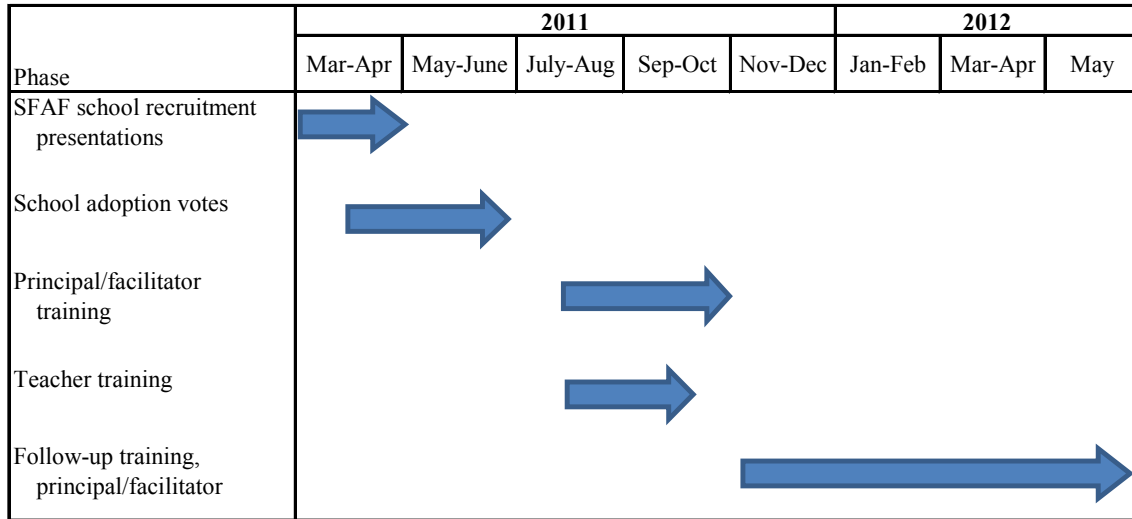 2011 2012
Phase Mar-Apr May-June July-Aug Sep-Oct Nov-Dec Jan-Feb Mar-Apr May
SFAF school recruitment
presentations
School adoption votes
Principal/facilitator
training
Teacher training
Follow-up training,
principal/facilitator